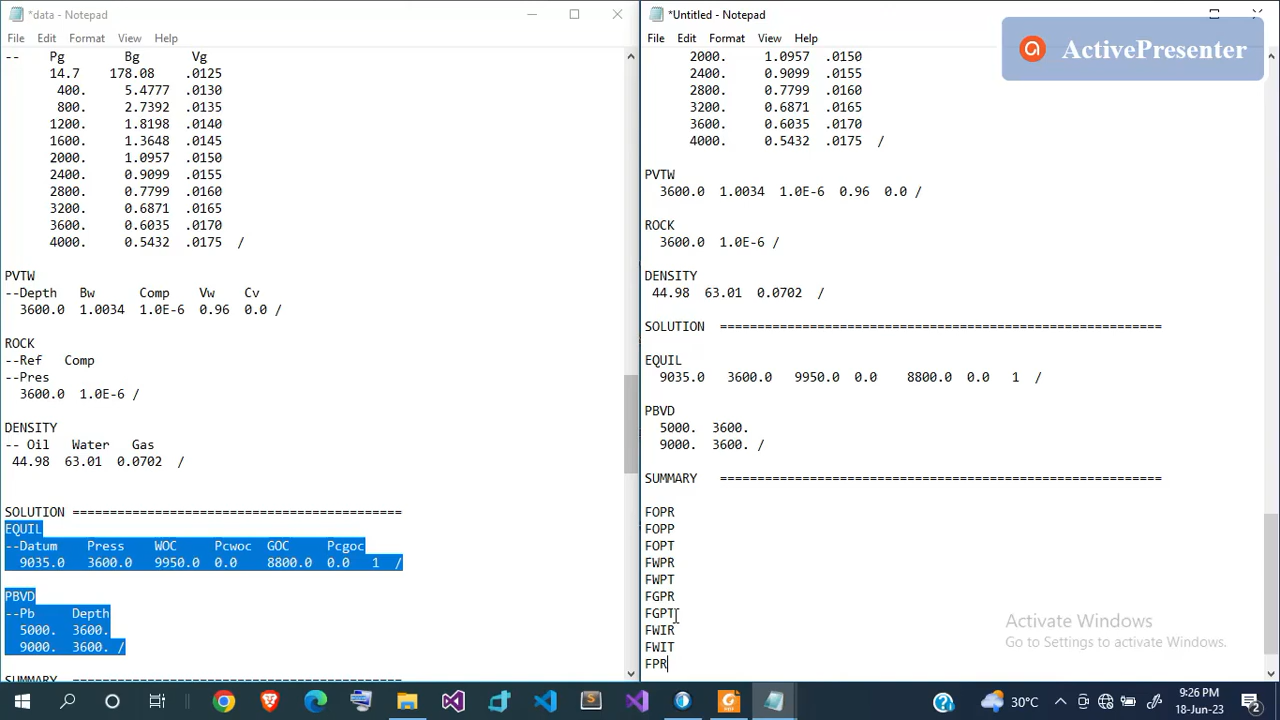 *data - Notepad
File Edit Format View Help
-- Pg Bg Vg
14.7 178.08 .0125
400. 5.4777 .0130
800. 2.7392 .0135
1200. 1.8198 .0140
1600. 1.3648 .0145
2000. 1.0957 .0150
2400. 0.9099 .0155
2800. 0.7799 .0160
3200. 0.6871 .0165
3600. 0.6035 .0170
4000. 0.5432 .0175 /
PVTW
--Depth Bw Comp Vw Cv
3600.0 1.0034 1.0E-6 0.96 0.0 /
ROCK
--Ref Comp
--Pres
3600.0 1.0E-6 /
DENSITY
-- Oil Water Gas
44.98 63.01 0.0702 /
SOLUTION ============================================
EQUIL
--Datum Press WOC Pcwoc GOC Pcgoc
9035.0 3600.0 9950.0 0.0 8800.0 0.0 1 /
PBVD
--Pb Depth
5000. 3600.
9000. 3600. /
SUMMARY ============================================
*Untitled - Notepad
File Edit Format View Help
ActivePresenter
2000. 1.0957 .0150
2400. 0.9099 .0155
2800. 0.7799 .0160
3200. 0.6871 .0165
3600. 0.6035 .0170
4000. 0.5432 .0175 /
PVTW
3600.0 1.0034 1.0E-6 0.96 0.0 /
ROCK
3600.0 1.0E-6 /
DENSITY
44.98 63.01 0.0702 /
SOLUTION ===========================================================
EQUIL
9035.0 3600.0 9950.0 0.0 8800.0 0.0 1 /
PBVD
5000. 3600.
9000. 3600. /
SUMMARY ===========================================================
FOPR
FOPP
FOPT
FWPR
FWPT
FGPR
FGPT
FWIR
FWIT
FPR
Activate Windows
Go to Settings to activate Windows.
30°C
9:26 PM
18-Jun-23
2